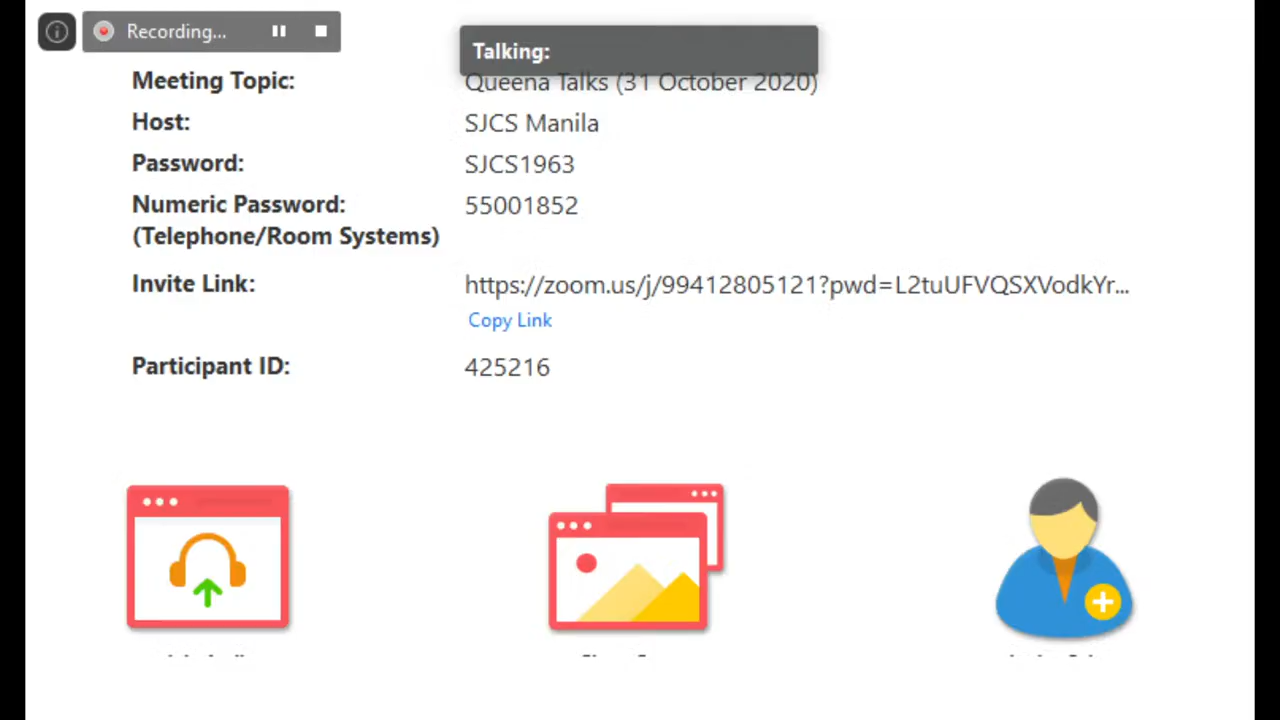 Recording...
Talking:
Meeting Topic: Queena Talks (31 October 2020)
Host: SJCS Manila
Password: SJCS1963
Numeric Password: 55001852
(Telephone/Room Systems)
Invite Link: https://zoom.us/j/99412805121?pwd=L2tuUFVQSXVodkYr...
Copy Link
Participant ID: 425216